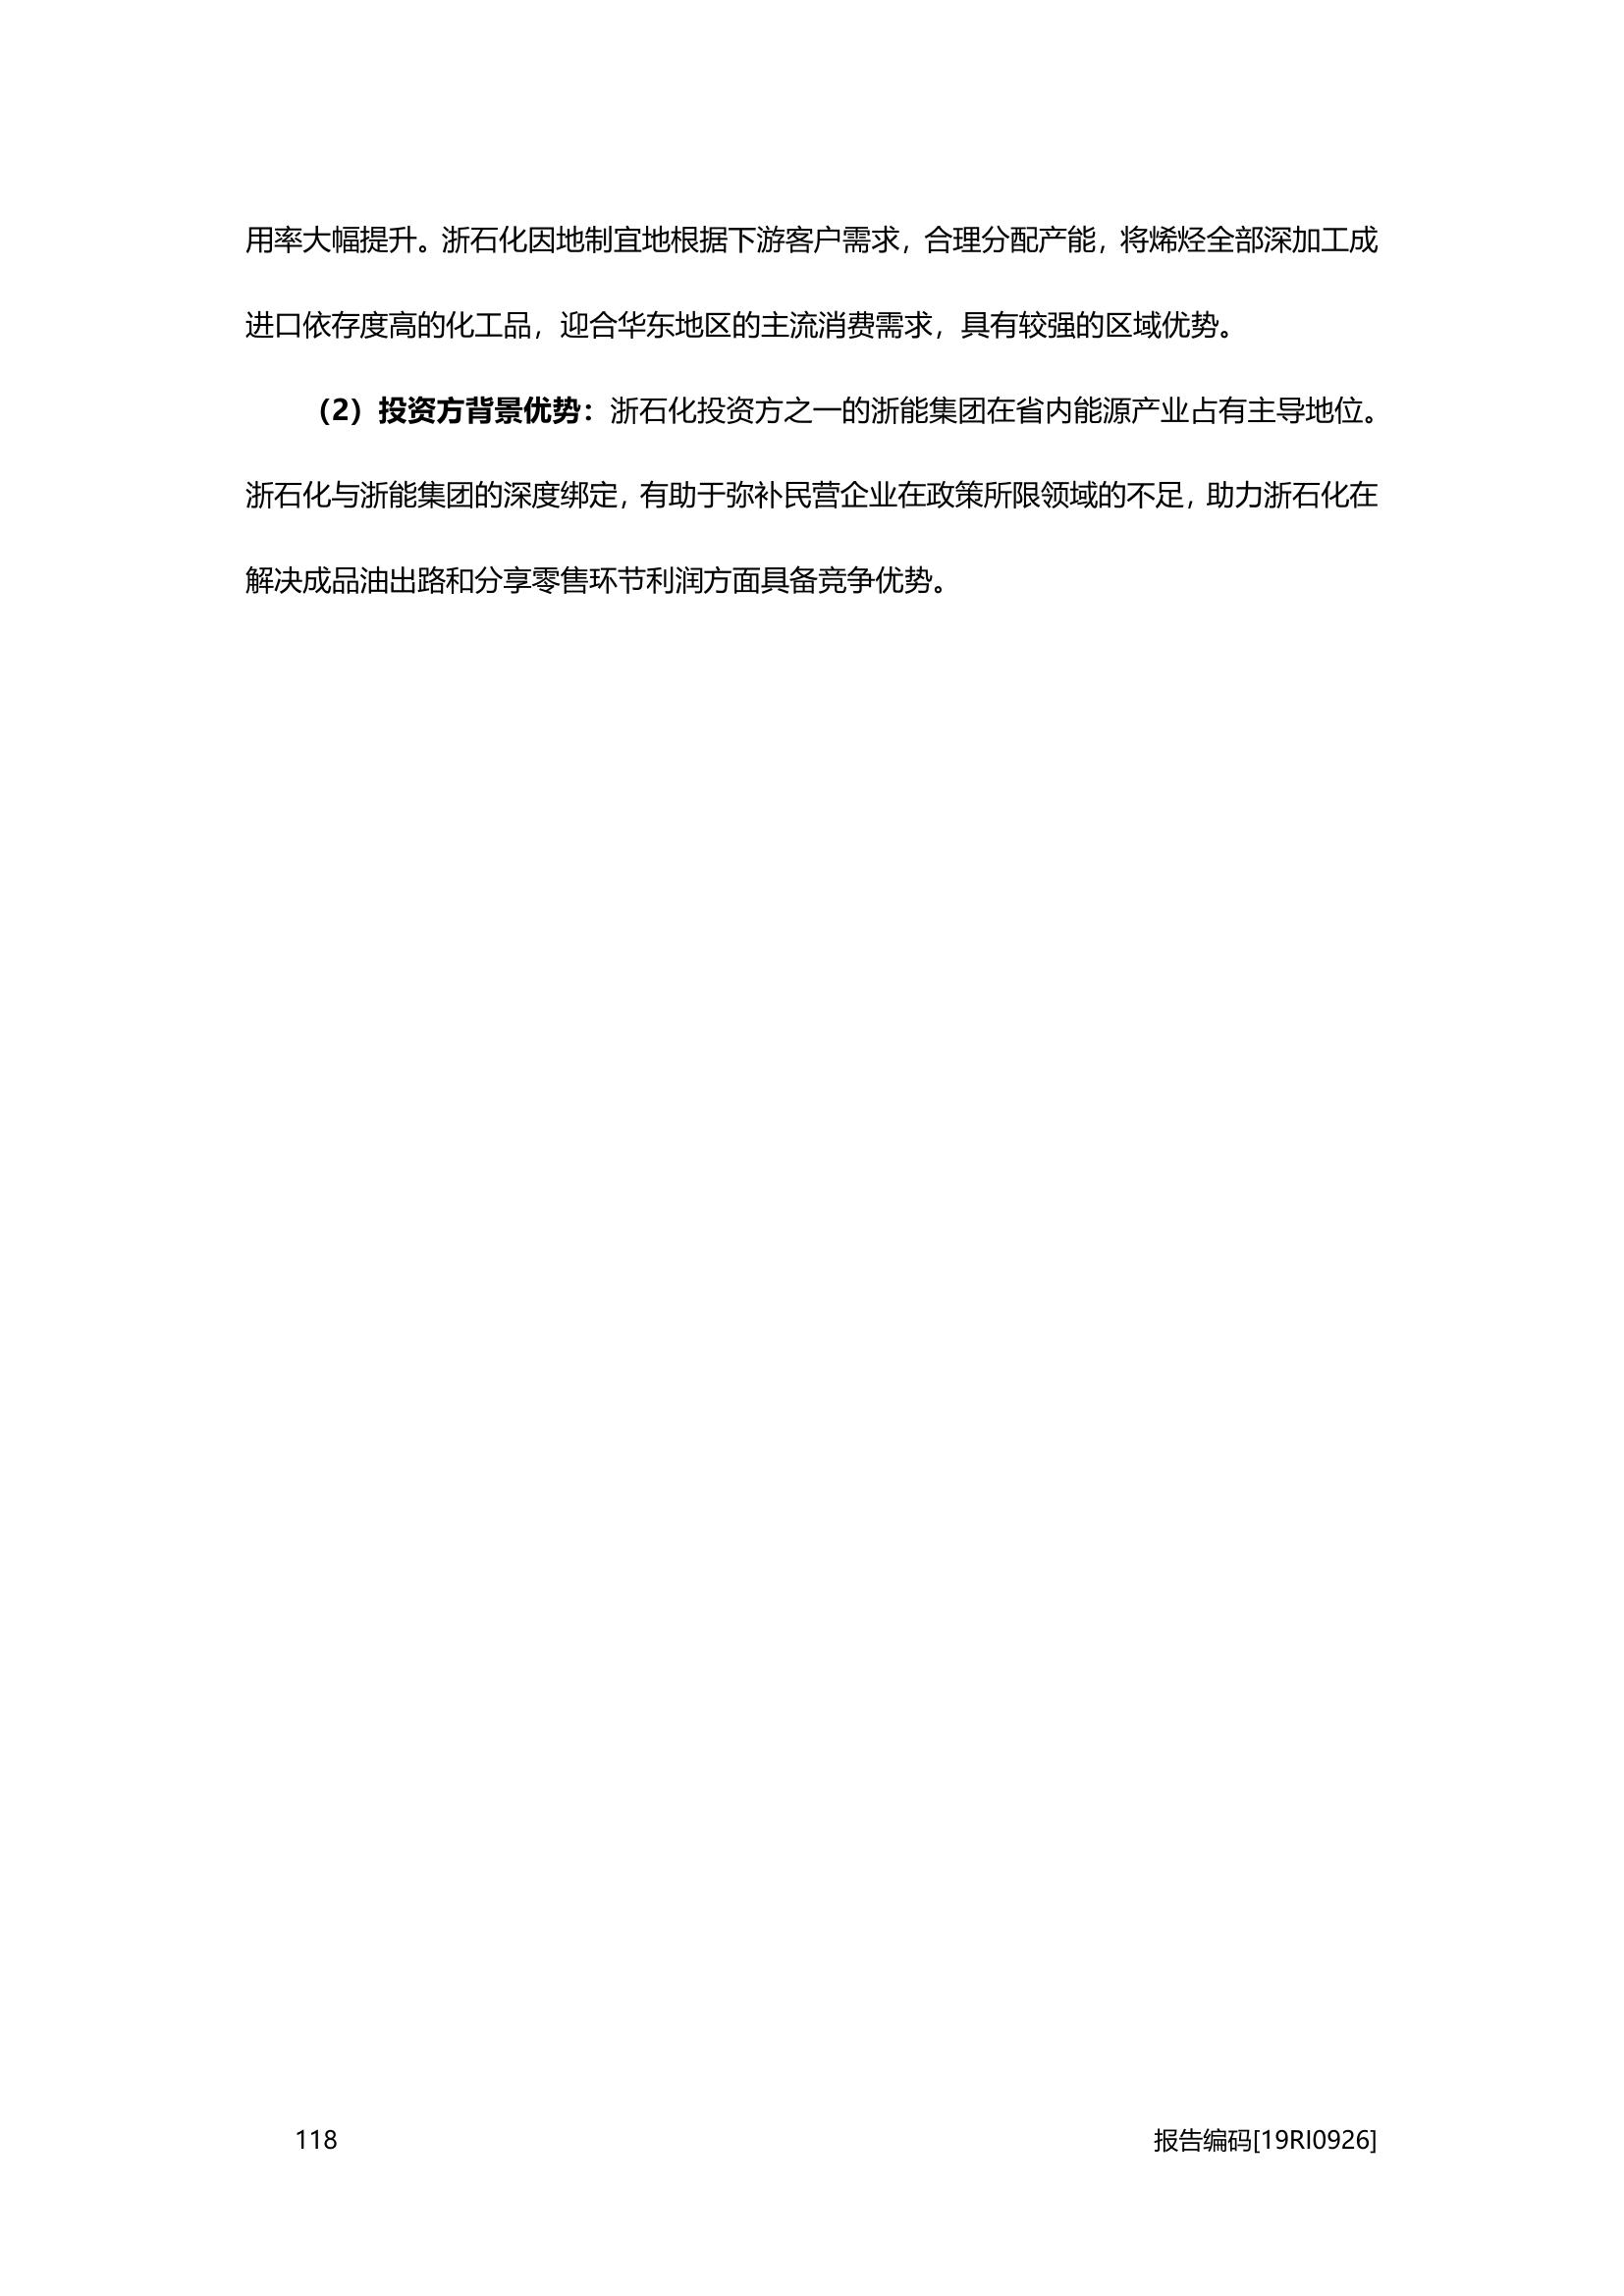 用率大幅提升。浙石化因地制宜地根据下游客户需求，合理分配产能，将烯烃全部深加工成
进口依存度高的化工品，迎合华东地区的主流消费需求，具有较强的区域优势。
（2）投资方背景优势：浙石化投资方之一的浙能集团在省内能源产业占有主导地位。
浙石化与浙能集团的深度绑定，有助于弥补民营企业在政策所限领域的不足，助力浙石化在
解决成品油出路和分享零售环节利润方面具备竞争优势。
118 报告编码[19RI0926]